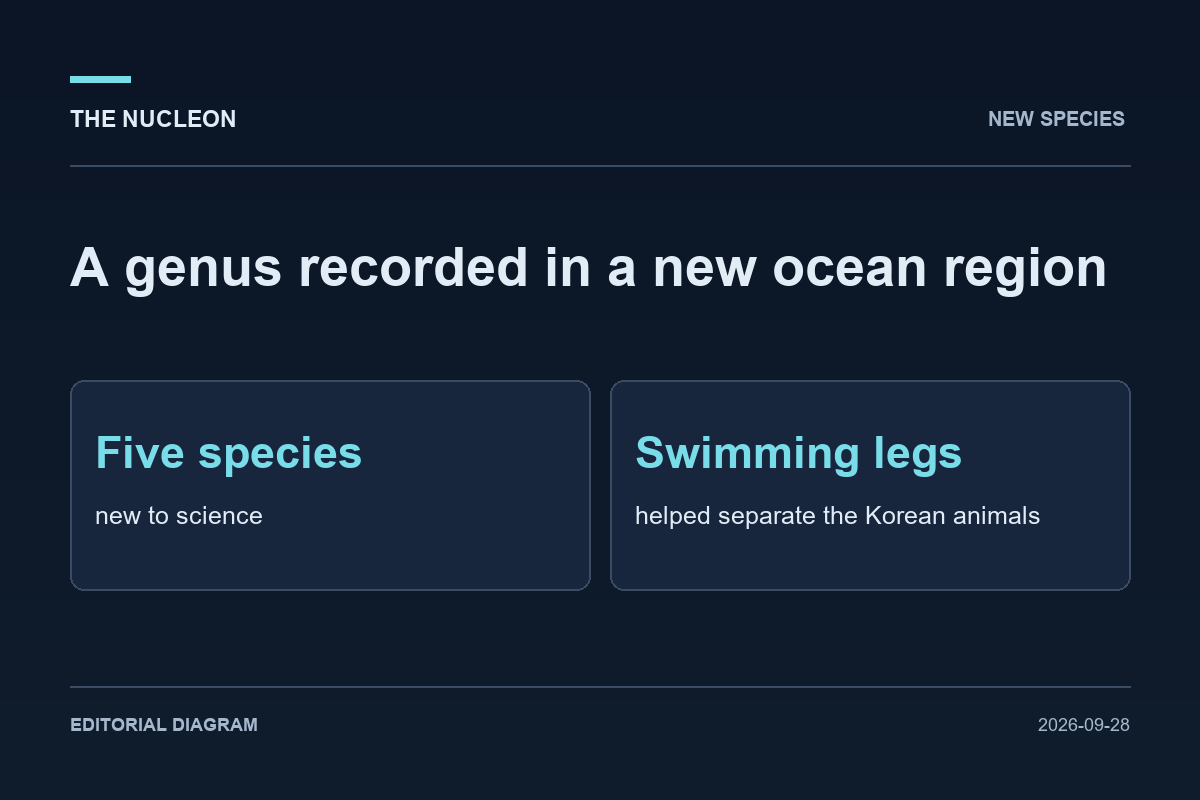 THE NUCLEON
NEW SPECIES
A genus recorded in a new ocean region
Five species
new to science
Swimming legs
helped separate the Korean animals
EDITORIAL DIAGRAM
2026-09-28